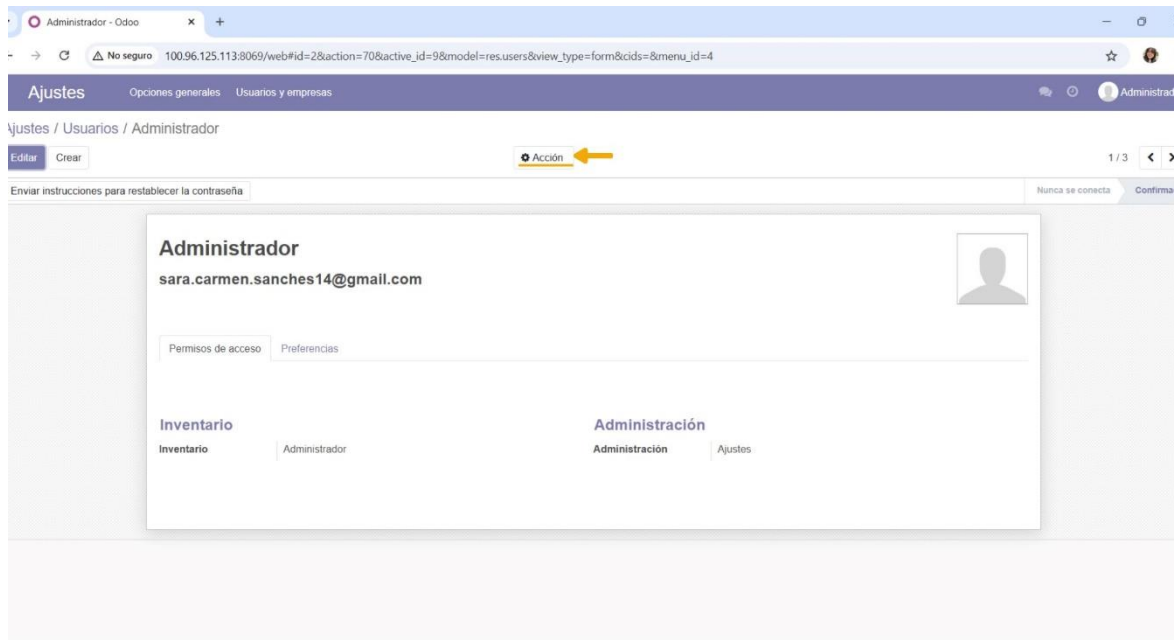 Administrador - Odoo
No seguro 100.96.125.113:8069/web#id=2&action=70&active_id=9&model=res.users&view_type=form&cids=&menu_id=4
Ajustes Opciones generales Usuarios y empresas Administrad
Ajustes / Usuarios / Administrador
Editar Crear Acción 1 / 3
Enviar instrucciones para restablecer la contraseña Nunca se conecta Confirma
Administrador
sara.carmen.sanches14@gmail.com
Permisos de acceso Preferencias
Inventario Administración
Inventario Administrador Administración Ajustes